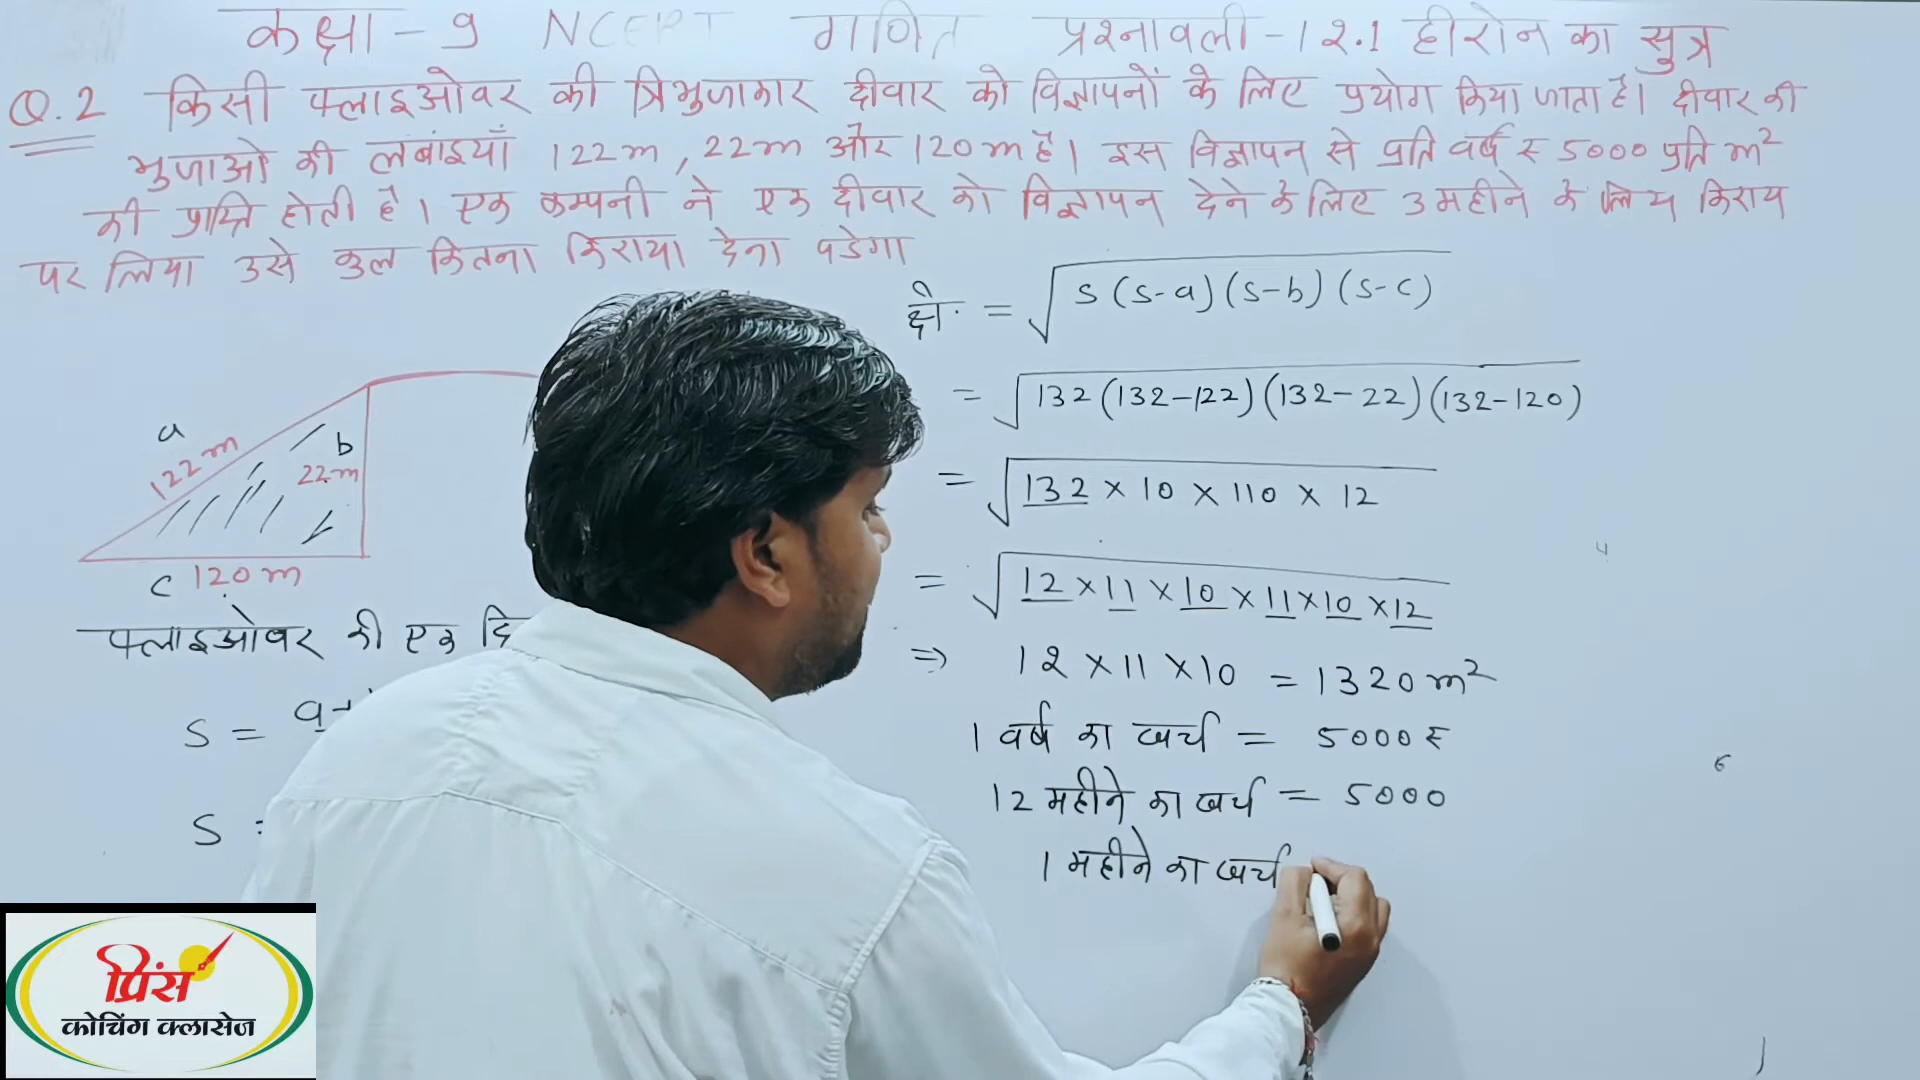 कक्षा - 9 NCERT गणित प्रश्नावली - 12.1 हीरोन का सुत्र
Q.2 किसी फ्लाइओवर की त्रिभुजाकार दीवार को विज्ञापनों के लिए प्रयोग किया जाता है। दीवार की
भुजाओ की लंबांइयाँ 122m, 22m और 120m है। इस विज्ञापन से प्रति वर्ष ₹ 5000 प्रति m²
की प्राप्ति होती है। एक कम्पनी ने एक दीवार को विज्ञापन देने के लिए 3 महीने के लिय किराय
पर लिया उसे कुल कितना किराया देना पडेगा
a
122 m
b
22m
c 120 m
फ्लाइओवर की एक दि
s = a+
s =
क्षे. = √s(s-a)(s-b)(s-c)
= √132(132-122)(132-22)(132-120)
= √132 × 10 × 110 × 12
= √12 × 11 × 10 × 11 × 10 × 12
⇒ 12 × 11 × 10 = 1320 m²
1 वर्ष का खर्च = 5000 ₹
12 महीने का खर्च = 5000
1 महीने का खर्च
प्रिंस
कोचिंग क्लासेज